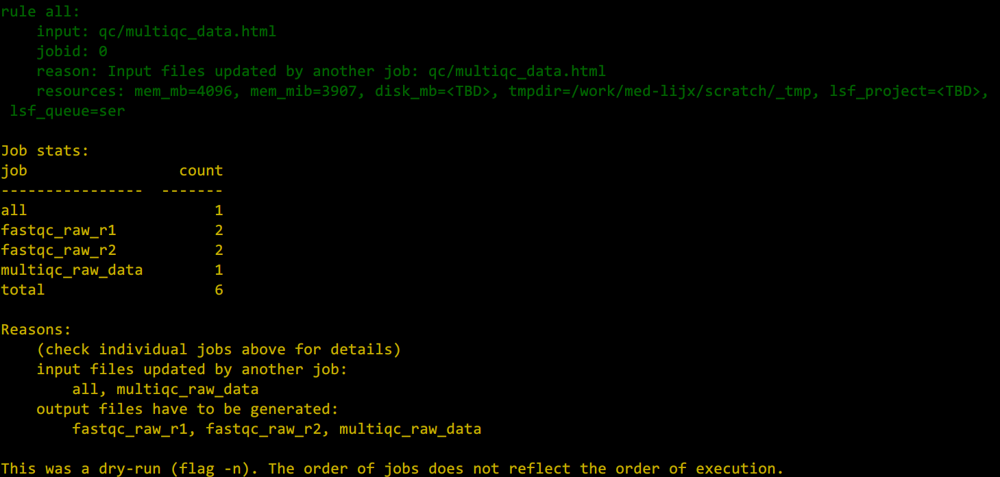 rule all:
    input: qc/multiqc_data.html
    jobid: 0
    reason: Input files updated by another job: qc/multiqc_data.html
    resources: mem_mb=4096, mem_mib=3907, disk_mb=<TBD>, tmpdir=/work/med-lijx/scratch/_tmp, lsf_project=<TBD>,
 lsf_queue=ser

Job stats:
job                 count
----------------  -------
all                     1
fastqc_raw_r1           2
fastqc_raw_r2           2
multiqc_raw_data        1
total                   6

Reasons:
    (check individual jobs above for details)
    input files updated by another job:
        all, multiqc_raw_data
    output files have to be generated:
        fastqc_raw_r1, fastqc_raw_r2, multiqc_raw_data

This was a dry-run (flag -n). The order of jobs does not reflect the order of execution.